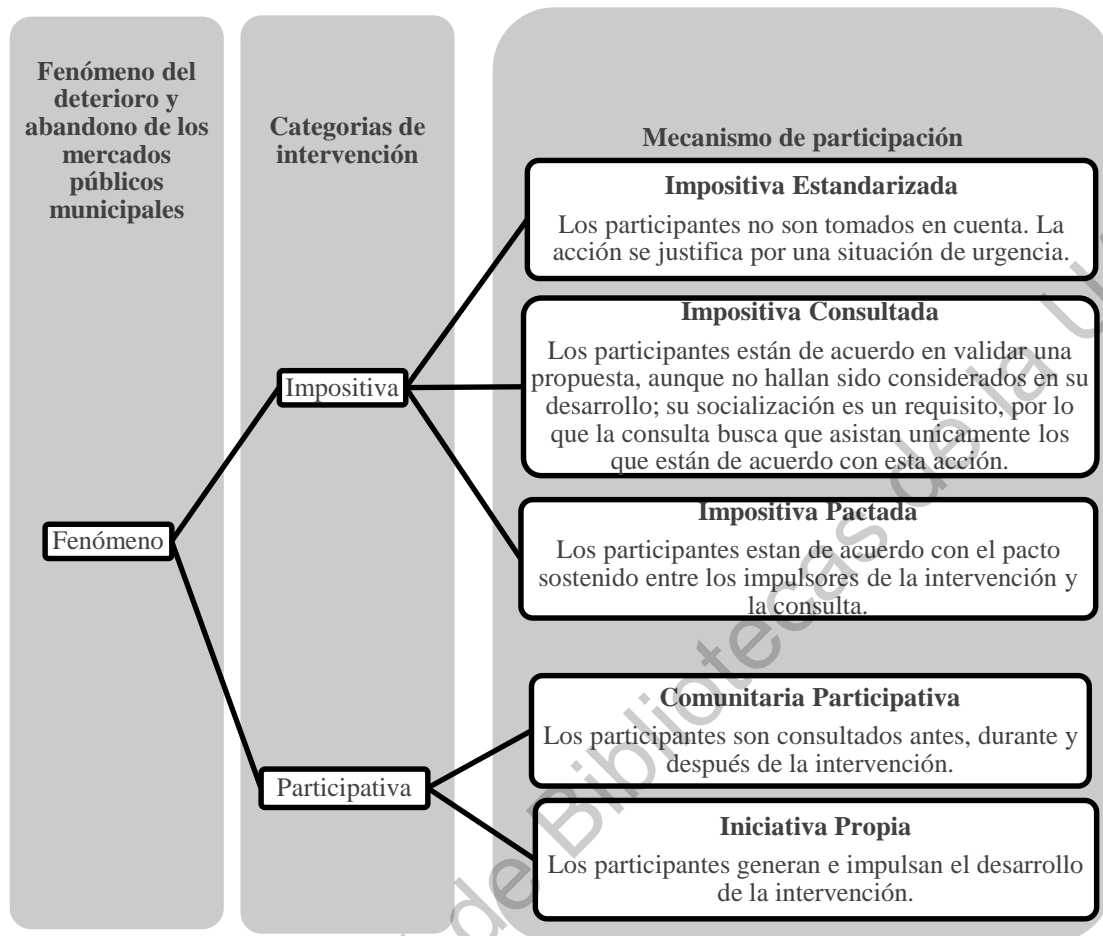 Fenómeno del
deterioro y
abandono de los
mercados
públicos
municipales
Categorias de
intervención
Mecanismo de participación
Impositiva Estandarizada
Los participantes no son tomados en cuenta. La
acción se justifica por una situación de urgencia.
Impositiva Consultada
Los participantes están de acuerdo en validar una
propuesta, aunque no hallan sido considerados en su
desarrollo; su socialización es un requisito, por lo
que la consulta busca que asistan unicamente los
que están de acuerdo con esta acción.
Impositiva
Impositiva Pactada
Los participantes estan de acuerdo con el pacto
sostenido entre los impulsores de la intervención y
la consulta.
Fenómeno
Comunitaria Participativa
Los participantes son consultados antes, durante y
después de la intervención.
Participativa
Iniciativa Propia
Los participantes generan e impulsan el desarrollo
de la intervención.
de Bibliotecas de la